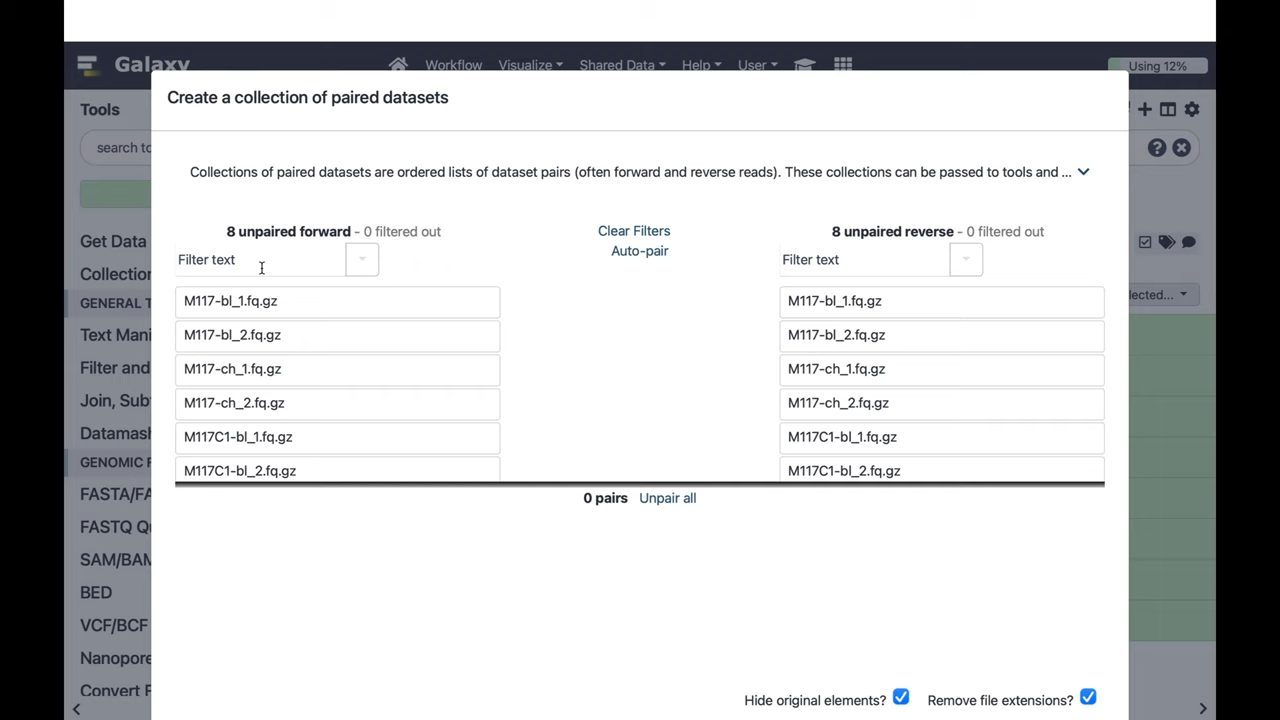 Galaxy
Workflow
Visualize
Shared Data
Help
User
Using 12%
Create a collection of paired datasets
Tools
search to
Collections of paired datasets are ordered lists of dataset pairs (often forward and reverse reads). These collections can be passed to tools and ...
8 unpaired forward - 0 filtered out
Clear Filters
8 unpaired reverse - 0 filtered out
Get Data
Filter text
Auto-pair
Filter text
Collection
GENERAL T
M117-bl_1.fq.gz
M117-bl_1.fq.gz
lected...
Text Mani
M117-bl_2.fq.gz
M117-bl_2.fq.gz
Filter and
M117-ch_1.fq.gz
M117-ch_1.fq.gz
Join, Sub
M117-ch_2.fq.gz
M117-ch_2.fq.gz
Datamash
M117C1-bl_1.fq.gz
M117C1-bl_1.fq.gz
GENOMIC F
M117C1-bl_2.fq.gz
M117C1-bl_2.fq.gz
FASTA/FA
0 pairs Unpair all
FASTQ Qu
SAM/BAM
BED
VCF/BCF
Nanopore
Convert F
Hide original elements?
Remove file extensions?